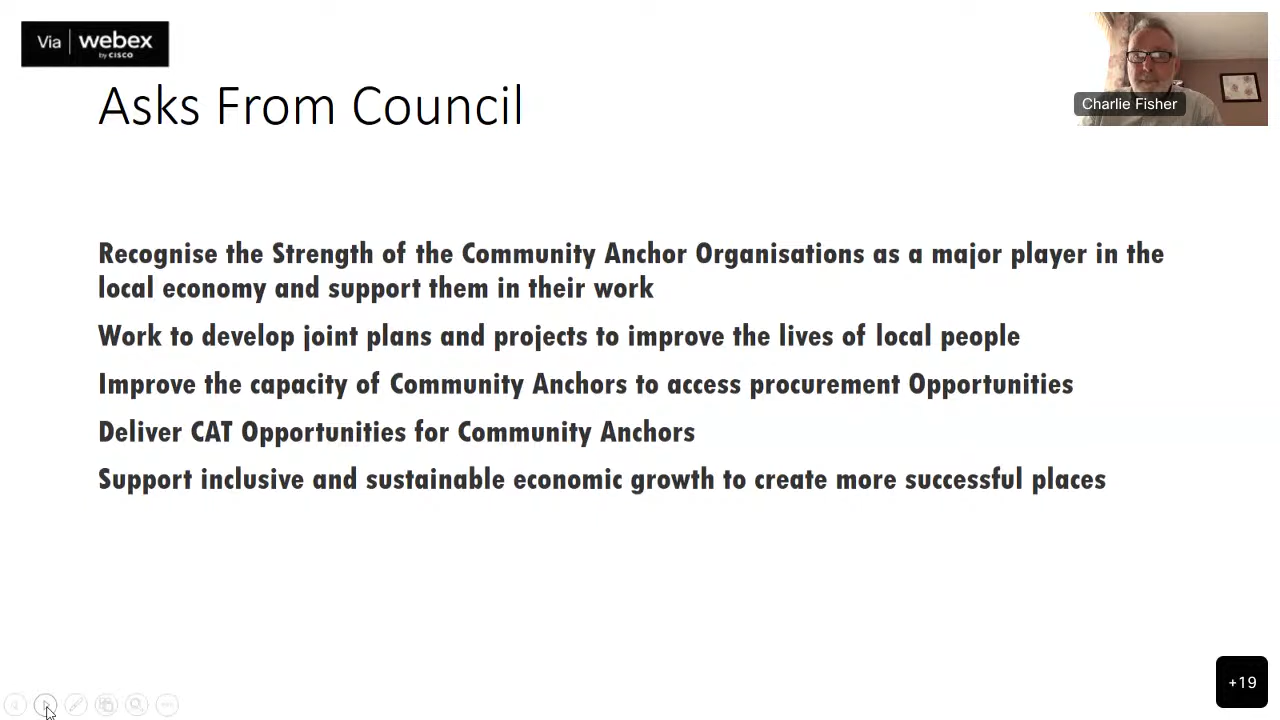 Via webex
by CISCO
Asks From Council
Charlie Fisher
Recognise the Strength of the Community Anchor Organisations as a major player in the
local economy and support them in their work
Work to develop joint plans and projects to improve the lives of local people
Improve the capacity of Community Anchors to access procurement Opportunities
Deliver CAT Opportunities for Community Anchors
Support inclusive and sustainable economic growth to create more successful places
+19